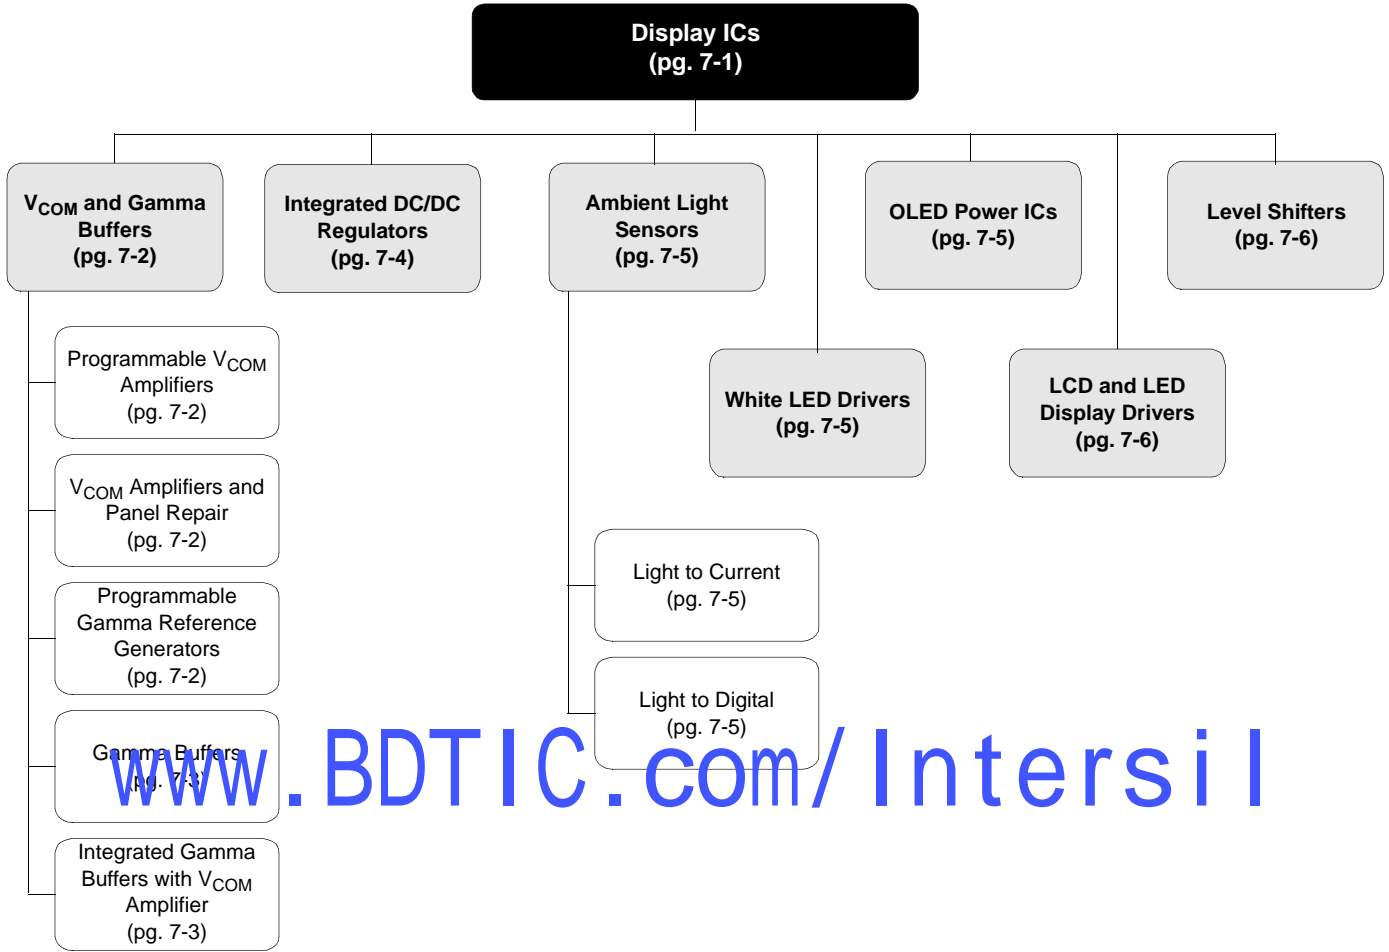 Display ICs
(pg. 7-1)
VCOM and Gamma
Buffers
(pg. 7-2)
Integrated DC/DC
Regulators
(pg. 7-4)
Ambient Light
Sensors
(pg. 7-5)
OLED Power ICs
(pg. 7-5)
Level Shifters
(pg. 7-6)
White LED Drivers
(pg. 7-5)
LCD and LED
Display Drivers
(pg. 7-6)
Programmable VCOM
Amplifiers
(pg. 7-2)
VCOM Amplifiers and
Panel Repair
(pg. 7-2)
Programmable
Gamma Reference
Generators
(pg. 7-2)
Gamma Buffers
(pg. 7-3)
Integrated Gamma
Buffers with VCOM
Amplifier
(pg. 7-3)
Light to Current
(pg. 7-5)
Light to Digital
(pg. 7-5)
www.BDTIC.com/Intersil